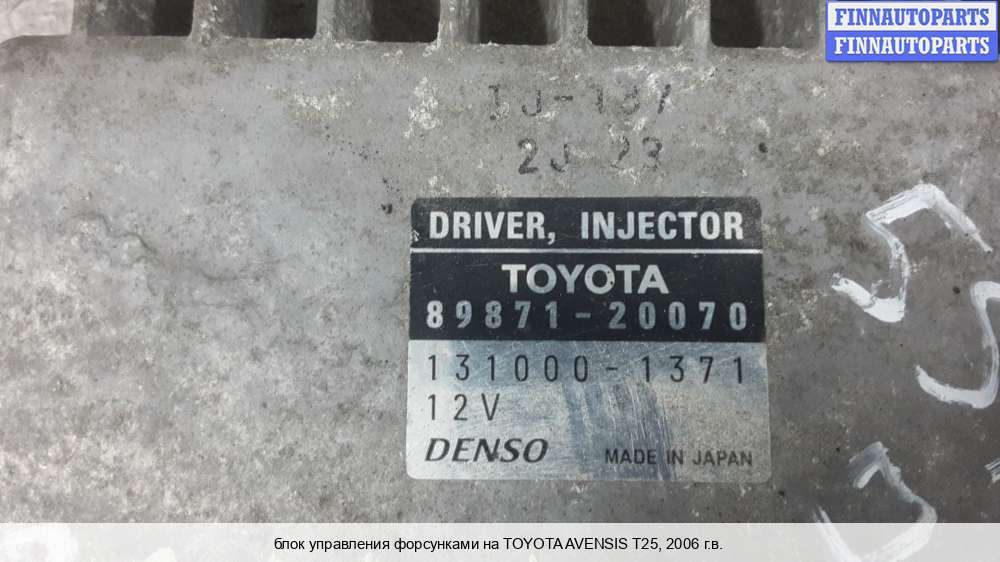 FINNAUTOPARTS
FINNAUTOPARTS
2J 23
DRIVER, INJECTOR
TOYOTA
89871-20070
131000-1371
12V
DENSO MADE IN JAPAN
блок управления форсунками на TOYOTA AVENSIS T25, 2006 г.в.